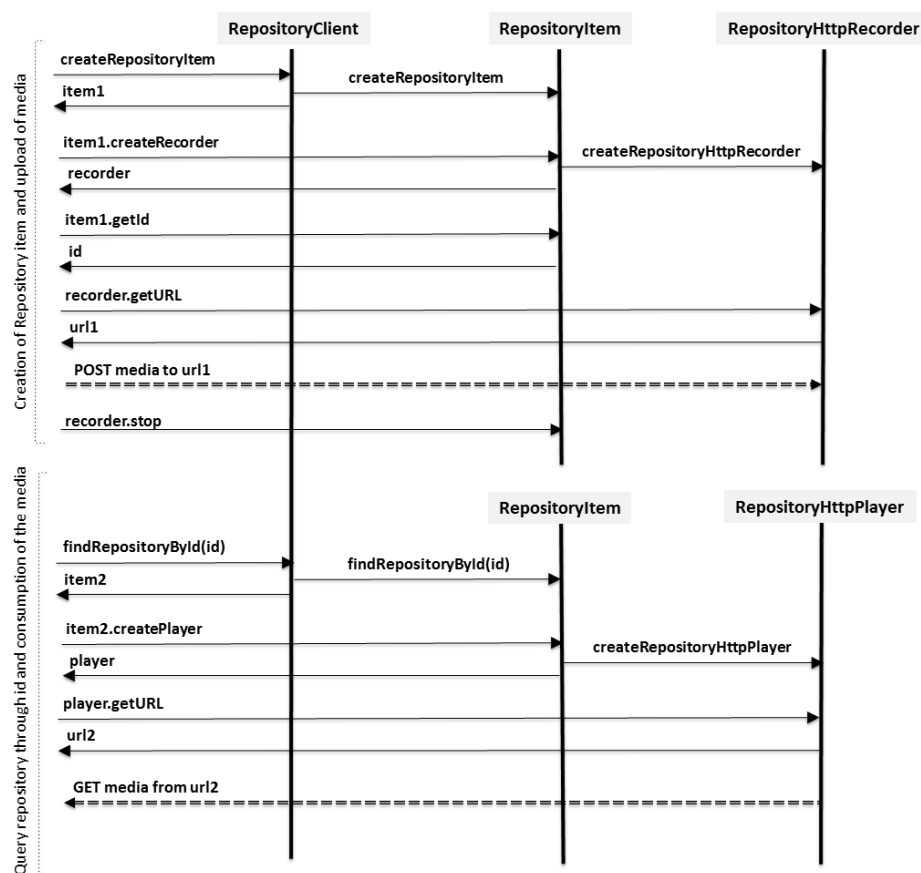 RepositoryClient
RepositoryItem
RepositoryHttpRecorder
Creation of Repository item and upload of media
createRepositoryItem
createRepositoryItem
item1
item1.createRecorder
createRepositoryHttpRecorder
recorder
item1.getId
id
recorder.getURL
url1
POST media to url1
recorder.stop
Query repository through id and consumption of the media
RepositoryItem
RepositoryHttpPlayer
findRepositoryById(id)
findRepositoryById(id)
item2
item2.createPlayer
createRepositoryHttpPlayer
player
player.getURL
url2
GET media from url2